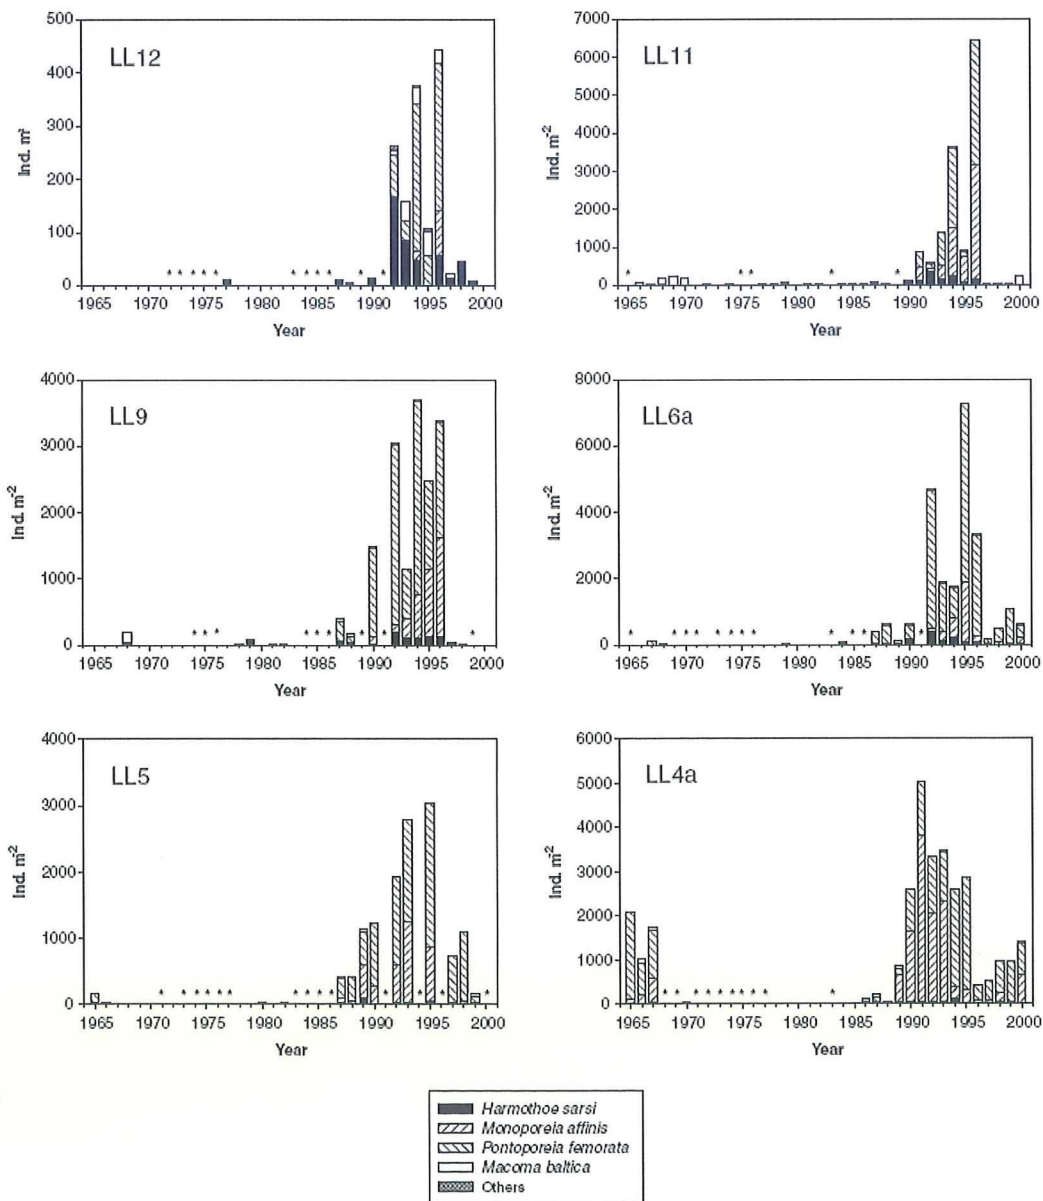 LL12
500
400
300
200
100
0
Ind. m²
1965 1970 1975 1980 1985 1990 1995 2000
Year
LL11
7000
6000
5000
4000
3000
2000
1000
0
Ind. m⁻²
1965 1970 1975 1980 1985 1990 1995 2000
Year
LL9
4000
3000
2000
1000
0
Ind. m⁻²
1965 1970 1975 1980 1985 1990 1995 2000
Year
LL6a
8000
6000
4000
2000
0
Ind. m⁻²
1965 1970 1975 1980 1985 1990 1995 2000
Year
LL5
4000
3000
2000
1000
0
Ind. m⁻²
1965 1970 1975 1980 1985 1990 1995 2000
Year
LL4a
6000
5000
4000
3000
2000
1000
0
Ind. m⁻²
1965 1970 1975 1980 1985 1990 1995 2000
Year
Harmothoe sarsi
Monoporeia affinis
Pontoporeia femorata
Macoma baltica
Others